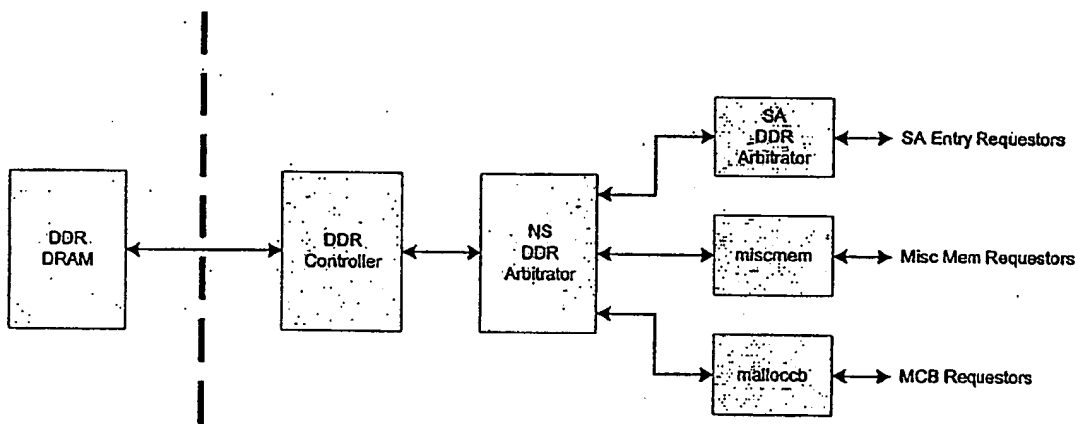 SA
DDR
Arbitrator
SA Entry Requestors
DDR
DRAM
DDR
Controller
NS
DDR
Arbitrator
miscmem
Misc Mem Requestors
malloccb
MCB Requestors